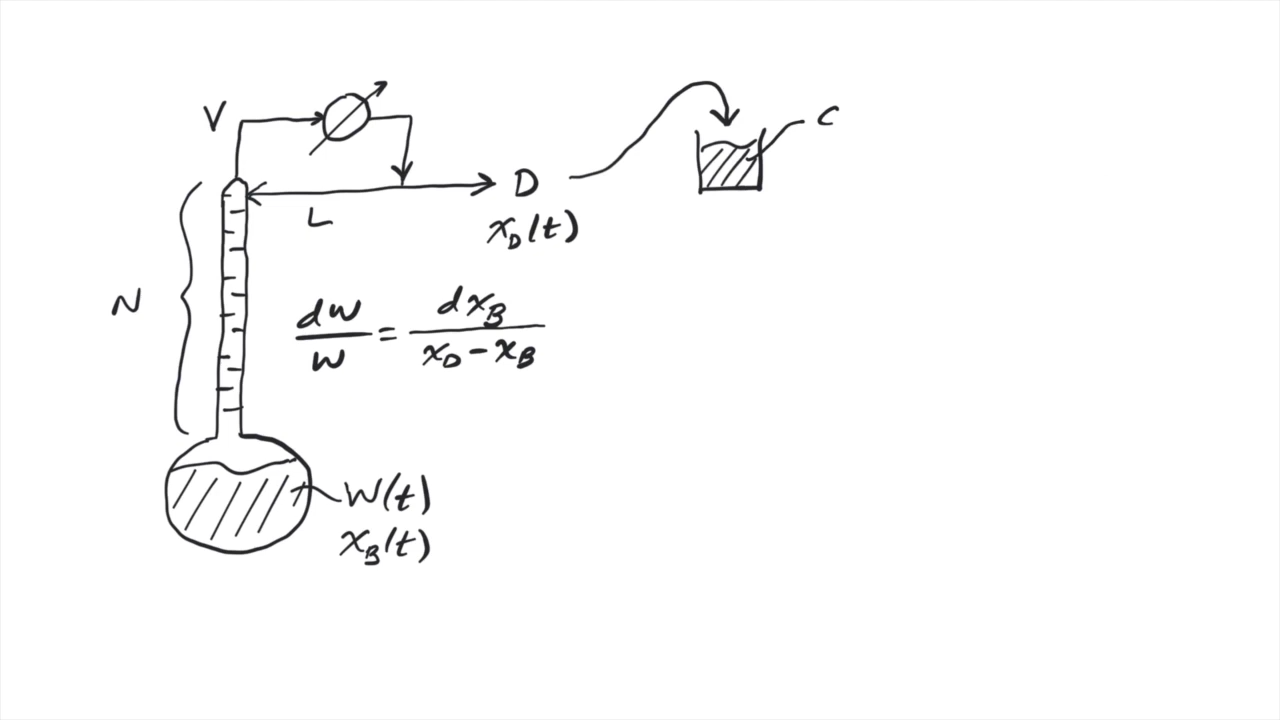 V
C
D
L
x_D(t)
N
dW/W = dx_B/(x_D - x_B)
W(t)
x_B(t)